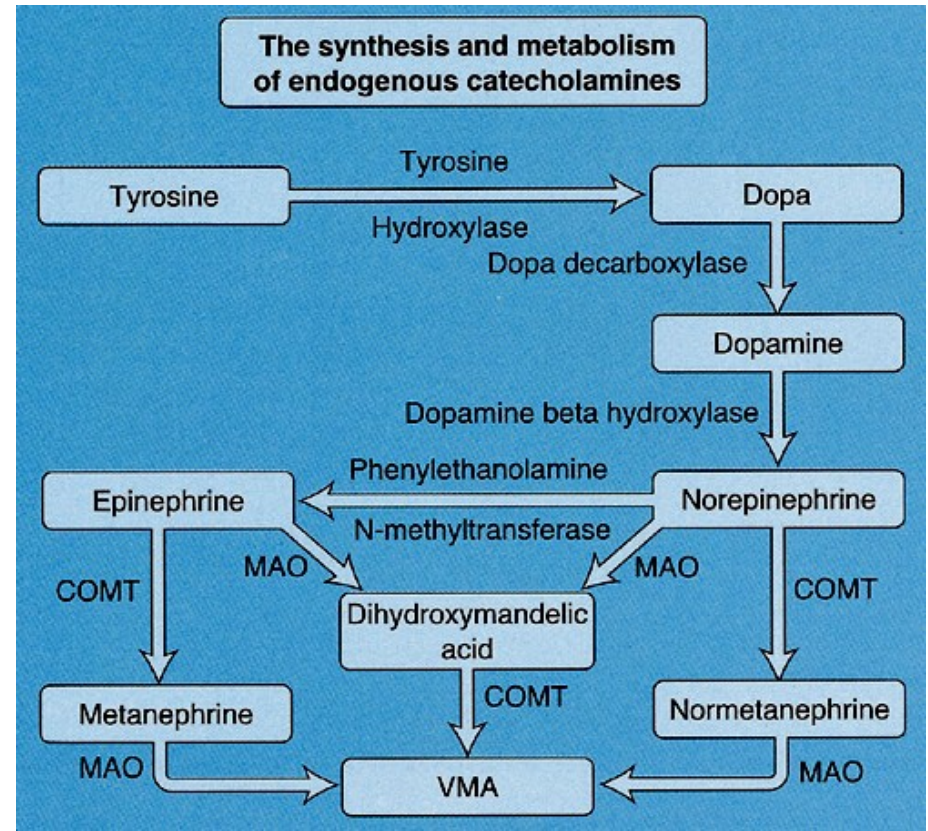 The synthesis and metabolism
of endogenous catecholamines
Tyrosine
Tyrosine
Hydroxylase
Dopa
Dopa decarboxylase
Dopamine
Dopamine beta hydroxylase
Epinephrine
Phenylethanolamine
N-methyltransferase
Norepinephrine
COMT
MAO
MAO
COMT
Dihydroxymandelic
acid
Metanephrine
COMT
Normetanephrine
MAO
VMA
MAO